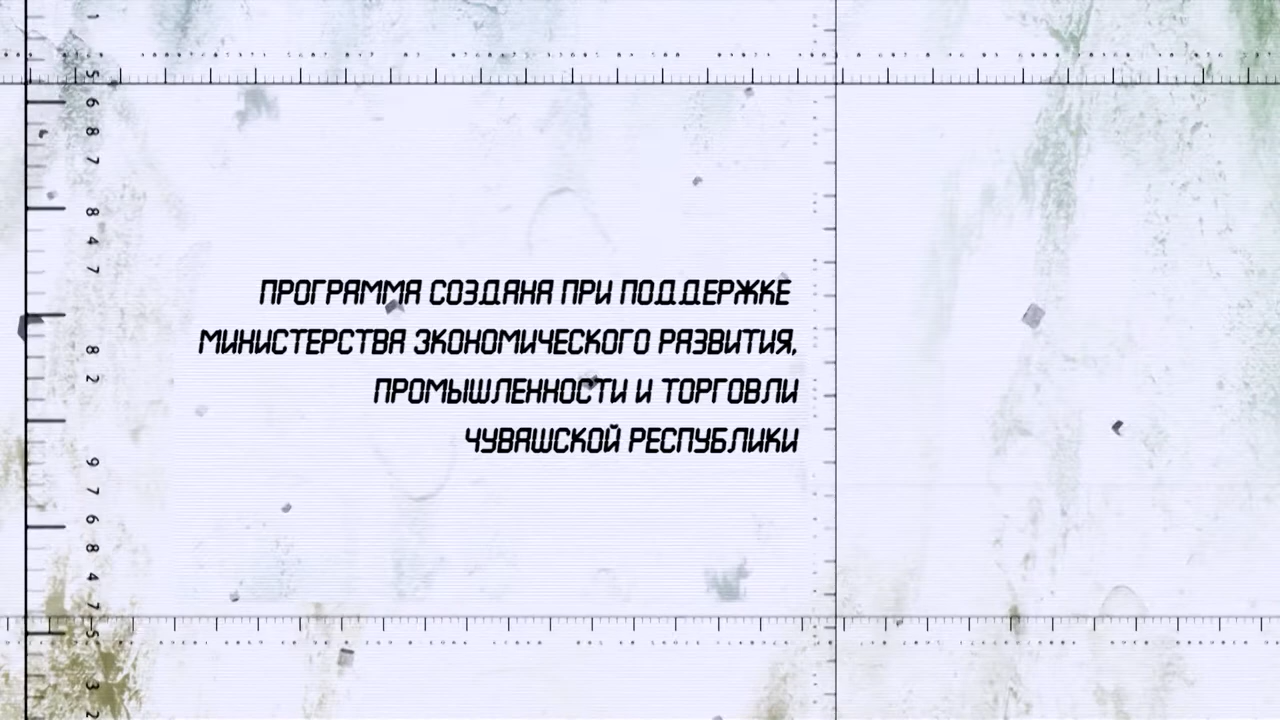 ПРОГРАММА СОЗДАНА ПРИ ПОДДЕРЖКЕ
МИНИСТЕРСТВА ЭКОНОМИЧЕСКОГО РАЗВИТИЯ,
ПРОМЫШЛЕННОСТИ И ТОРГОВЛИ
ЧУВАШСКОЙ РЕСПУБЛИКИ